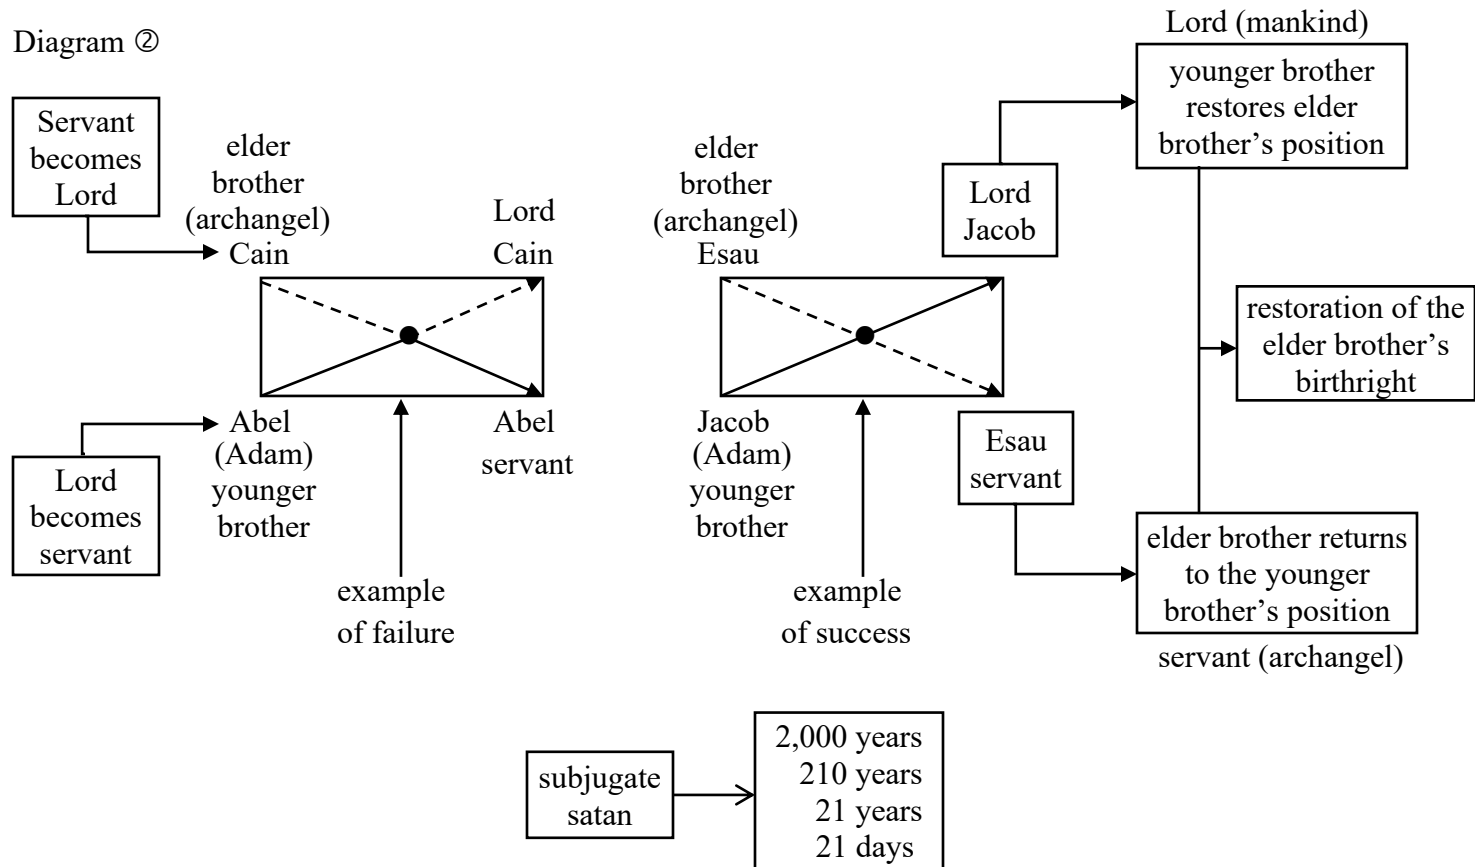 Diagram ②
Servant
becomes
Lord
elder
brother
(archangel)
Cain
Lord
Cain
Abel
(Adam)
younger
brother
Abel
servant
Lord
becomes
servant
example
of failure
elder
brother
(archangel)
Esau
Jacob
(Adam)
younger
brother
example
of success
Lord
Jacob
Esau
servant
Lord (mankind)
younger brother
restores elder
brother’s position
restoration of the
elder brother’s
birthright
elder brother returns
to the younger
brother’s position
servant (archangel)
subjugate
satan
2,000 years
210 years
21 years
21 days